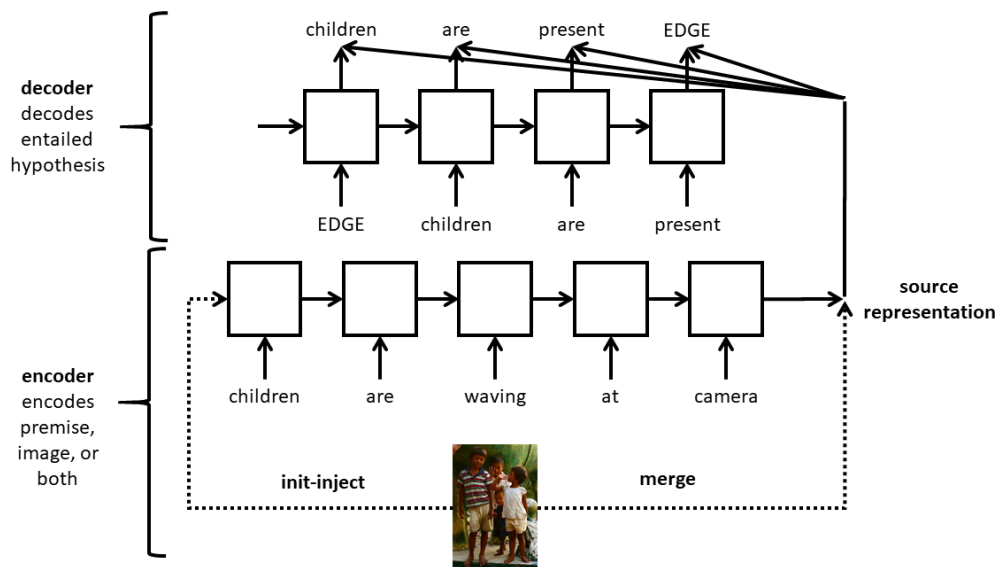 children are present EDGE
decoder
decodes
entailed
hypothesis
EDGE children are present
source
representation
encoder
encodes
premise,
image, or
both
children are waving at camera
init-inject merge